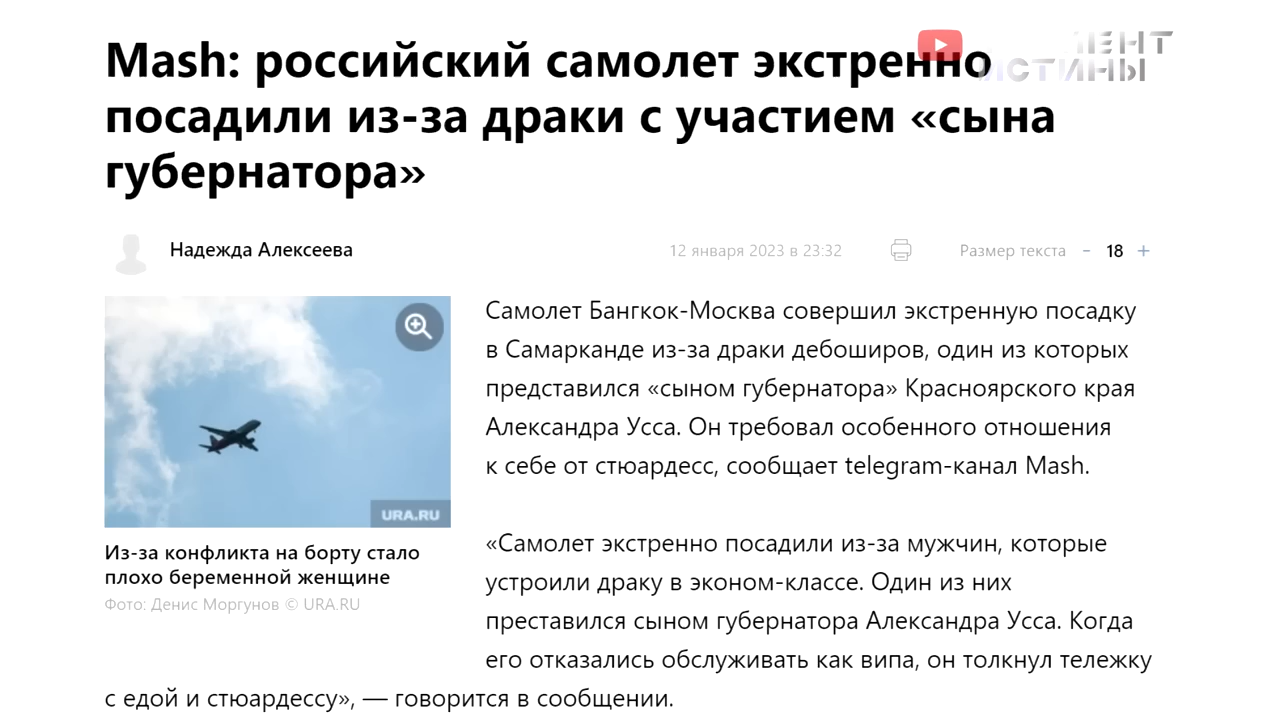 Mash: российский самолет экстренно
посадили из-за драки с участием «сына
губернатора»
ИСТИНЫ
Надежда Алексеева
12 января 2023 в 23:32
Размер текста - 18 +
URA.RU
Из-за конфликта на борту стало
плохо беременной женщине
Фото: Денис Моргунов © URA.RU
Самолет Бангкок-Москва совершил экстренную посадку
в Самарканде из-за драки дебоширов, один из которых
представился «сыном губернатора» Красноярского края
Александра Усса. Он требовал особенного отношения
к себе от стюардесс, сообщает telegram-канал Mash.
«Самолет экстренно посадили из-за мужчин, которые
устроили драку в эконом-классе. Один из них
преставился сыном губернатора Александра Усса. Когда
его отказались обслуживать как випа, он толкнул тележку
с едой и стюардессу», — говорится в сообщении.